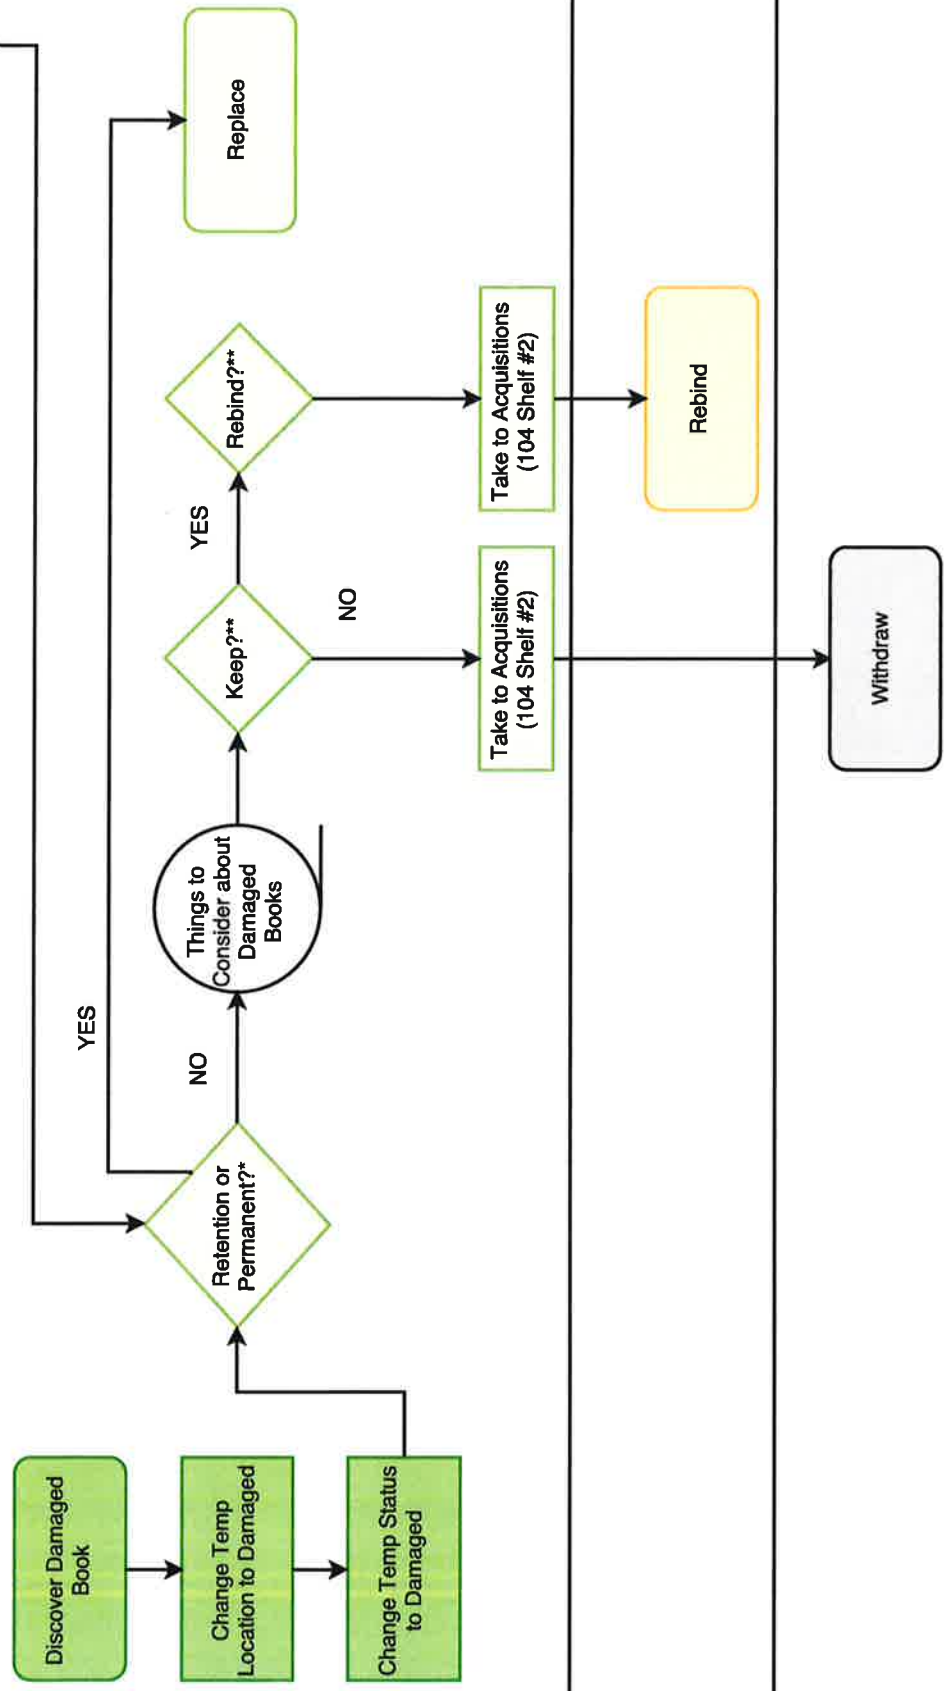 Discover Damaged
Book
Change Temp
Location to Damaged
Change Temp Status
to Damaged
Retention or
Permanent?*
YES
NO
Things to
Consider about
Damaged
Books
Keep?**
YES
NO
Rebind?**
Take to Acquisitions
(104 Shelf #2)
Take to Acquisitions
(104 Shelf #2)
Replace
Rebind
Withdraw